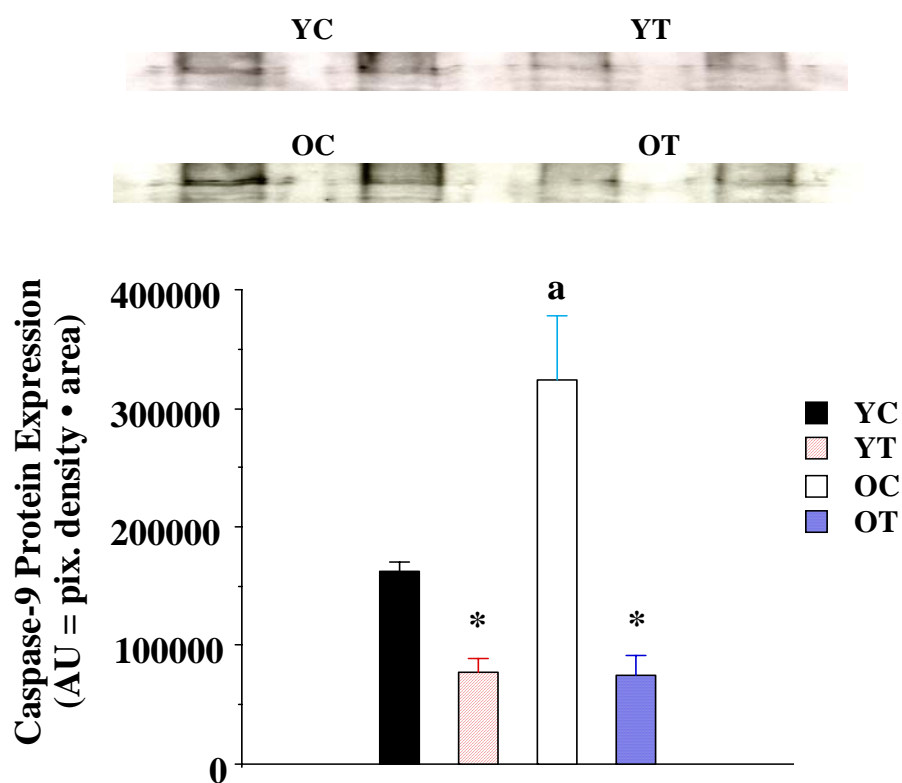 YC YT
OC OT
Caspase-9 Protein Expression
(AU = pix. density • area)
400000
300000
200000
100000
0
a
*
*
YC
YT
OC
OT